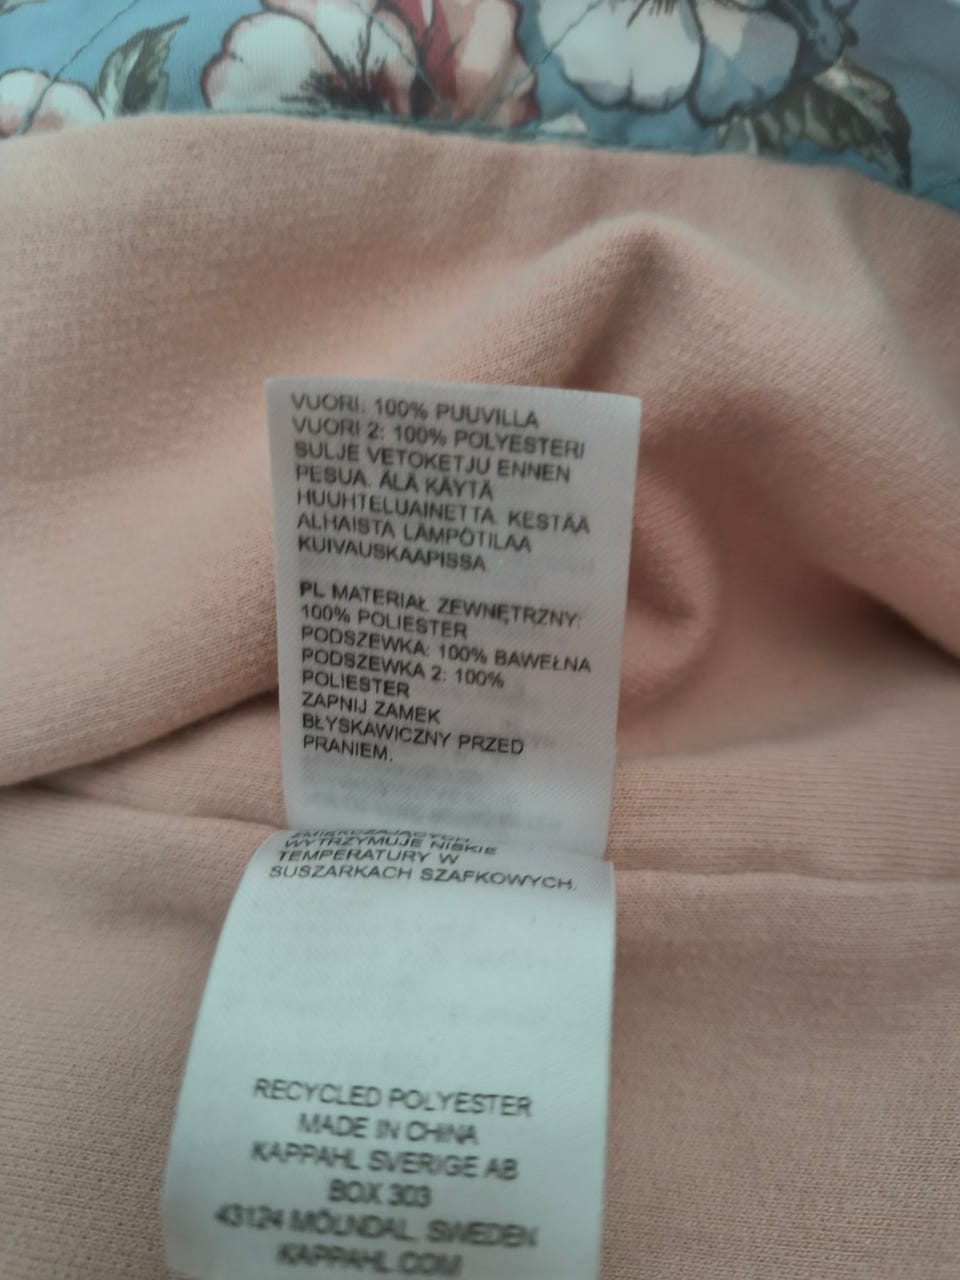 VUORI: 100% PUUVILLA
VUORI 2: 100% POLYESTERI
SULJE VETOKETJU ENNEN
PESUA. ÄLÄ KÄYTÄ
HUUHTELUAINETTA. KESTÄÄ
ALHAISTA LÄMPÖTILAA
KUIVAUSKAAPISSA
PL MATERIAŁ ZEWNĘTRZNY:
100% POLIESTER
PODSZEWKA: 100% BAWEŁNA
PODSZEWKA 2: 100%
POLIESTER
ZAPNIJ ZAMEK
BŁYSKAWICZNY PRZED
PRANIEM.
ZMIĘKCZAJĄCYCH
WYTRZYMUJE NISKIE
TEMPERATURY W
SUSZARKACH SZAFKOWYCH.
RECYCLED POLYESTER
MADE IN CHINA
KAPPAHL SVERIGE AB
BOX 303
43124 MÖLNDAL, SWEDEN
KAPPAHL.COM